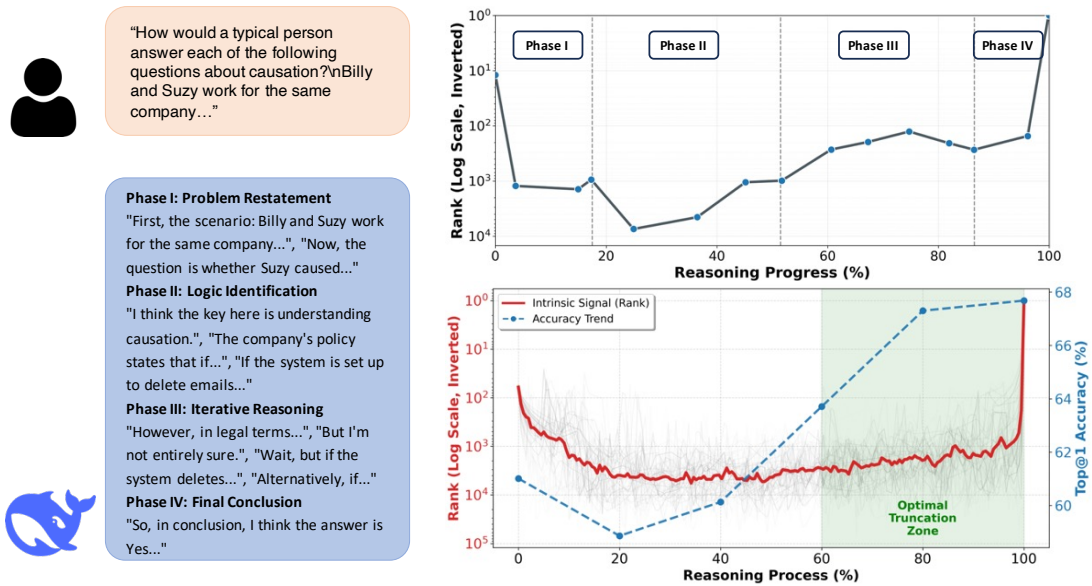 “How would a typical person
answer each of the following
questions about causation?\nBilly
and Suzy work for the same
company…”
Phase I: Problem Restatement
"First, the scenario: Billy and Suzy work
for the same company...", "Now, the
question is whether Suzy caused..."
Phase II: Logic Identification
"I think the key here is understanding
causation.", "The company's policy
states that if...", "If the system is set up
to delete emails..."
Phase III: Iterative Reasoning
"However, in legal terms...", "But I'm
not entirely sure.", "Wait, but if the
system deletes...", "Alternatively, if..."
Phase IV: Final Conclusion
"So, in conclusion, I think the answer is
Yes..."
Rank (Log Scale, Inverted)
10⁰
10¹
10²
10³
10⁴
Phase I
Phase II
Phase III
Phase IV
0 20 40 60 80 100
Reasoning Progress (%)
Rank (Log Scale, Inverted)
10⁰
10¹
10²
10³
10⁴
10⁵
Intrinsic Signal (Rank)
Accuracy Trend
Optimal
Truncation
Zone
68
66
64
62
60
Top@1 Accuracy (%)
0 20 40 60 80 100
Reasoning Process (%)